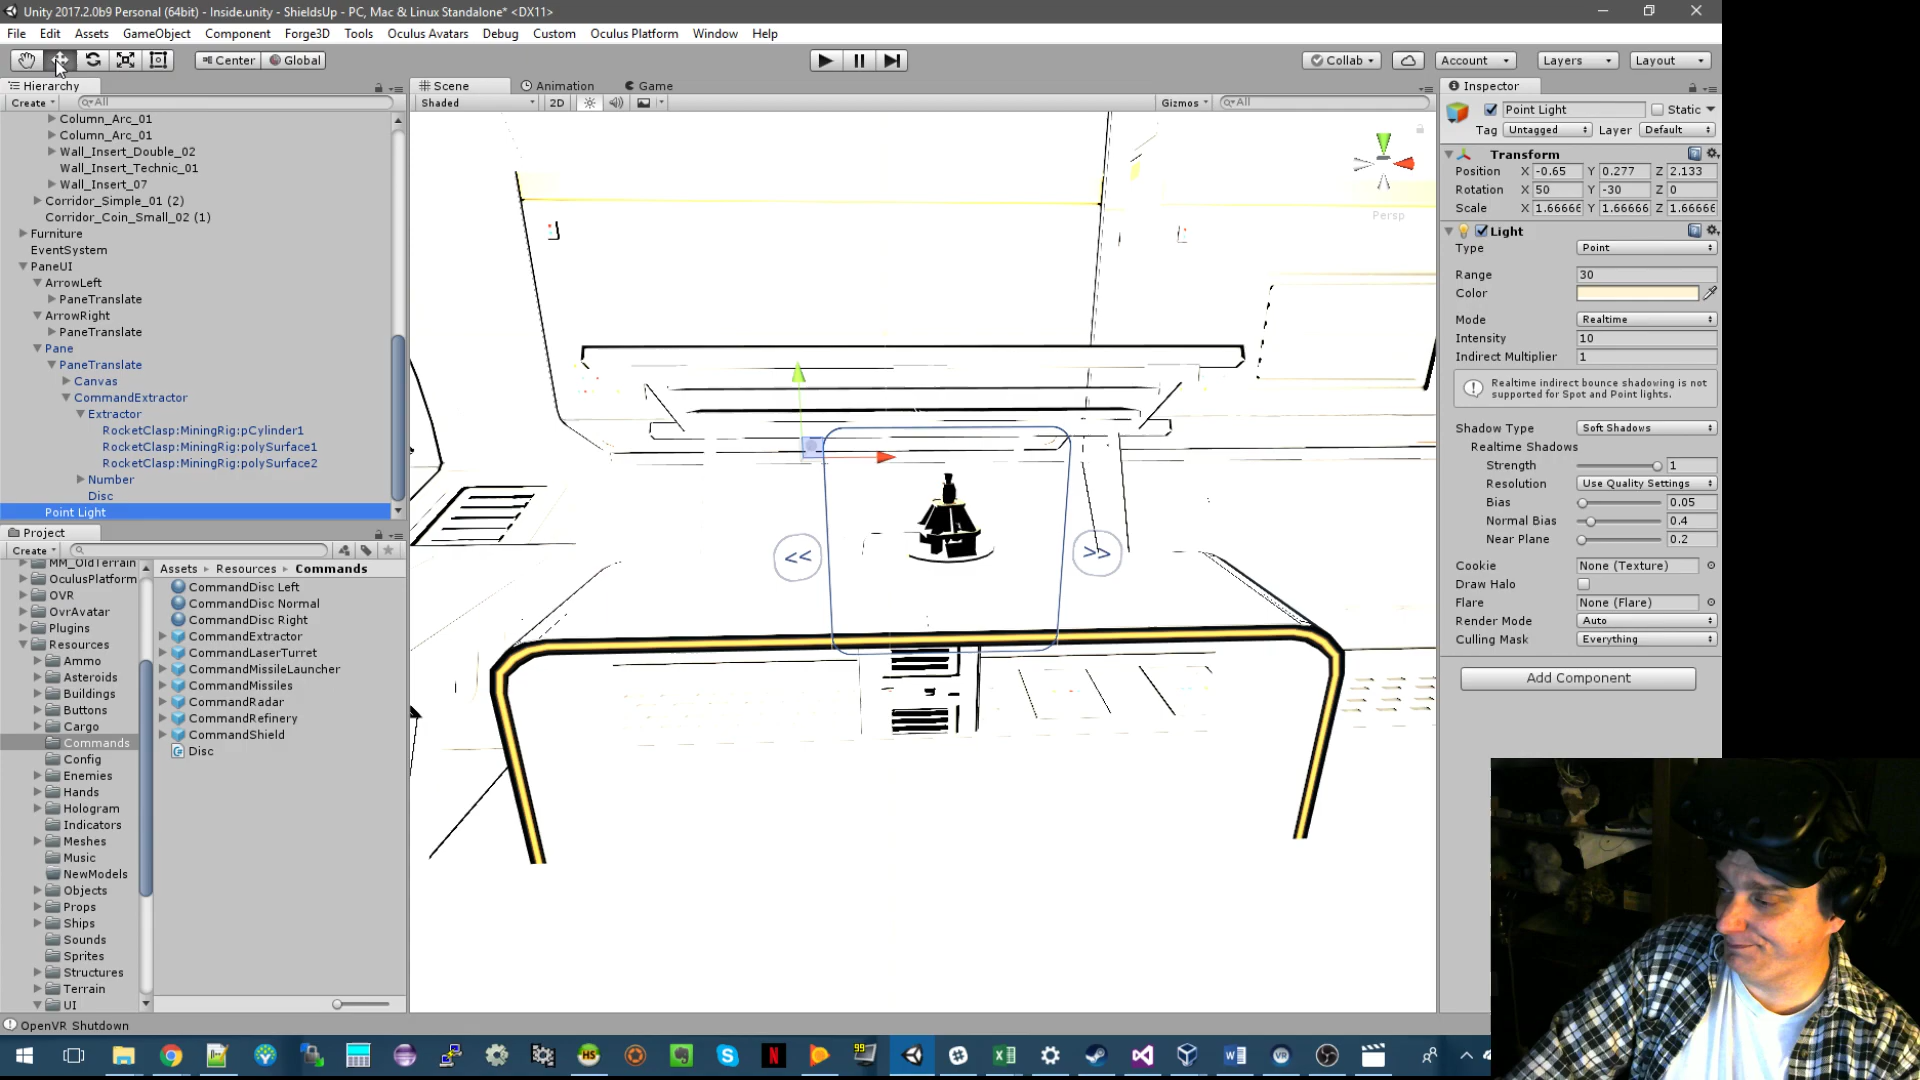 Unity 2017.2.0b9 Personal (64bit) - Inside.unity - ShieldsUp - PC, Mac & Linux Standalone* <DX11>
File Edit Assets GameObject Component Forge3D Tools Oculus Avatars Debug Custom Oculus Platform Window Help
Center Global Collab Account Layers Layout
Hierarchy
Create All
Column_Arc_01
Column_Arc_01
Wall_Insert_Double_02
Wall_Insert_Technic_01
Wall_Insert_07
Corridor_Simple_01 (2)
Corridor_Coin_Small_02 (1)
Furniture
EventSystem
PaneUI
ArrowLeft
PaneTranslate
ArrowRight
PaneTranslate
Pane
PaneTranslate
Canvas
CommandExtractor
Extractor
RocketClasp:MiningRig:pCylinder1
RocketClasp:MiningRig:polySurface1
RocketClasp:MiningRig:polySurface2
Number
Disc
Point Light
Project
Create
MM_OldTerrain
OculusPlatform
OVR
OvrAvatar
Plugins
Resources
Ammo
Asteroids
Buildings
Buttons
Cargo
Commands
Config
Enemies
Hands
Hologram
Indicators
Meshes
Music
NewModels
Objects
Props
Ships
Sounds
Sprites
Structures
Terrain
UI
Assets Resources Commands
CommandDisc Left
CommandDisc Normal
CommandDisc Right
CommandExtractor
CommandLaserTurret
CommandMissileLauncher
CommandMissiles
CommandRadar
CommandRefinery
CommandShield
Disc
OpenVR Shutdown
Scene Animation Game
Shaded 2D Gizmos All
Persp
<< >>
Inspector
Point Light Static
Tag Untagged Layer Default
Transform
Position X -0.65 Y 0.277 Z 2.133
Rotation X 50 Y -30 Z 0
Scale X 1.66666 Y 1.66666 Z 1.66666
Light
Type Point
Range 30
Color
Mode Realtime
Intensity 10
Indirect Multiplier 1
Realtime indirect bounce shadowing is not
supported for Spot and Point lights.
Shadow Type Soft Shadows
Realtime Shadows
Strength 1
Resolution Use Quality Settings
Bias 0.05
Normal Bias 0.4
Near Plane 0.2
Cookie None (Texture)
Draw Halo
Flare None (Flare)
Render Mode Auto
Culling Mask Everything
Add Component
HS
N
99
VR